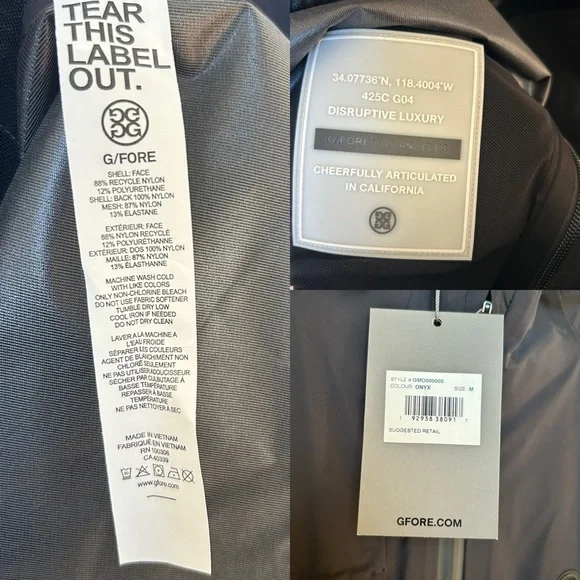 TEAR
THIS
LABEL
OUT.
G/FORE
SHELL: FACE
88% RECYCLE NYLON
12% POLYURETHANE
SHELL: BACK 100% NYLON
MESH: 87% NYLON
13% ELASTANE
EXTÉRIEUR: FACE
88% NYLON RECYCLÉ
12% POLYURÉTHANNE
EXTÉRIEUR: DOS 100% NYLON
MAILLE: 87% NYLON
13% ÉLASTHANNE
MACHINE WASH COLD
WITH LIKE COLORS
ONLY NON-CHLORINE BLEACH
DO NOT USE FABRIC SOFTENER
TUMBLE DRY LOW
COOL IRON IF NEEDED
DO NOT DRY CLEAN
LAVER A LA MACHINE A
L'EAU FROIDE
SÉPARER LES COULEURS
AGENT DE BLANCHIMENT NON
CHLORÉ SEULEMENT
NE PAS UTILISER ADOUCISSEUR
SÉCHER PAR CULBUTAGE À
BASSE TEMPÉRATURE
REPASSER À BASSE
TEMPÉRATURE
NE PAS NETTOYER À SEC
MADE IN VIETNAM
FABRIQUÉ EN VIETNAM
RN 100308
CA 40339
www.gfore.com
34.07736°N, 118.4004°W
425C G04
DISRUPTIVE LUXURY
CHEERFULLY ARTICULATED
IN CALIFORNIA
STYLE # GMO000000
COLOUR: ONYX SIZE: M
1 92938 38091
SUGGESTED RETAIL
GFORE.COM